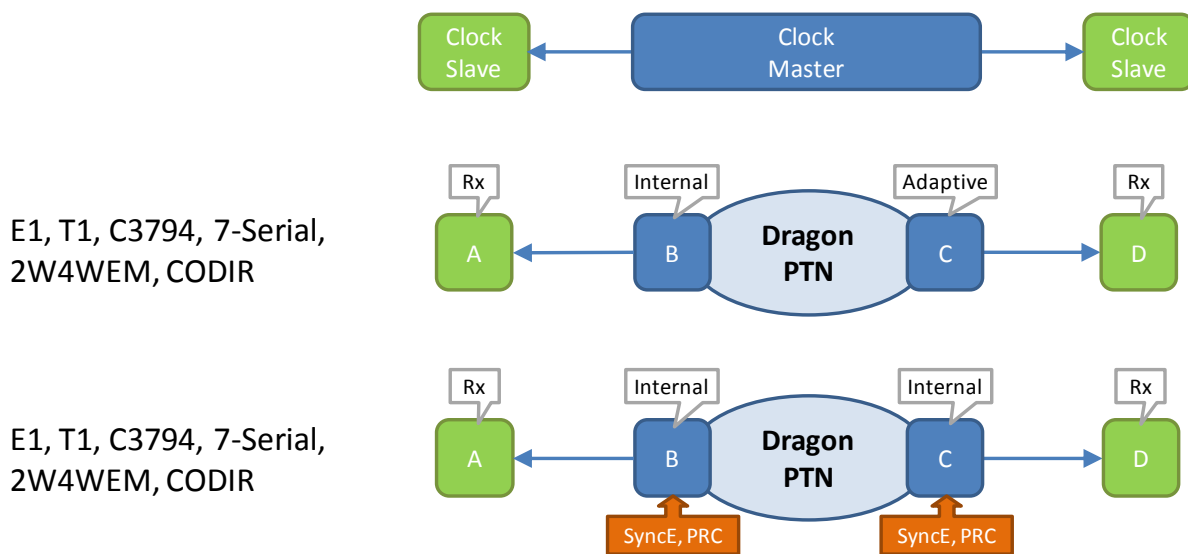 Clock
Slave
Clock
Master
Clock
Slave
Rx
Internal
Adaptive
Rx
E1, T1, C3794, 7-Serial,
2W4WEM, CODIR
A
B
Dragon
PTN
C
D
Rx
Internal
Internal
Rx
E1, T1, C3794, 7-Serial,
2W4WEM, CODIR
A
B
Dragon
PTN
C
D
SyncE, PRC
SyncE, PRC